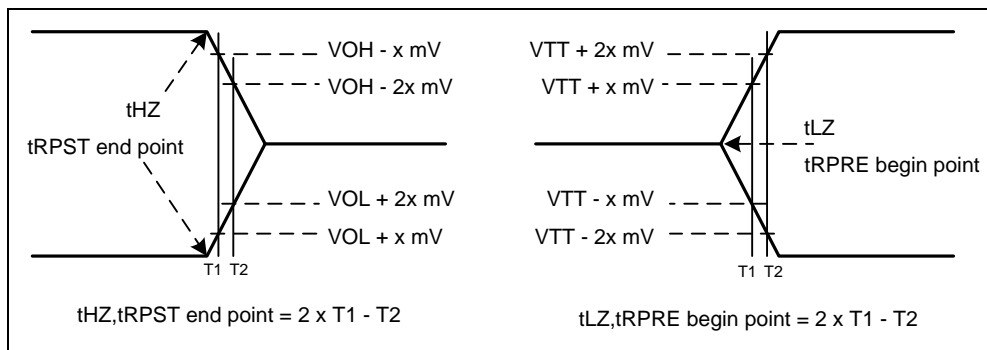 VOH - x mV
VOH - 2x mV
tHZ
tRPST end point
VOL + 2x mV
VOL + x mV
T1 T2
tHZ,tRPST end point = 2 x T1 - T2
VTT + 2x mV
VTT + x mV
tLZ
tRPRE begin point
VTT - x mV
VTT - 2x mV
T1 T2
tLZ,tRPRE begin point = 2 x T1 - T2